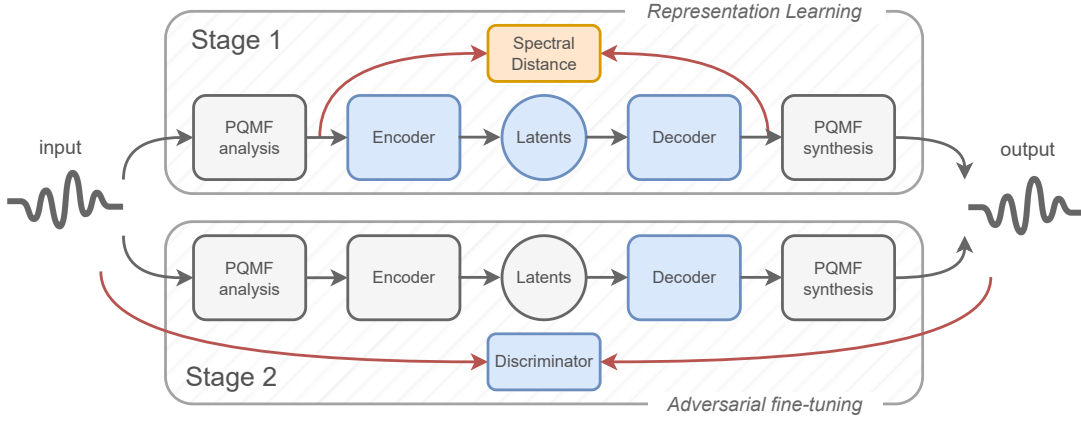 Representation Learning
Stage 1
Spectral
Distance
PQMF
analysis
Encoder
Latents
Decoder
PQMF
synthesis
input
output
PQMF
analysis
Encoder
Latents
Decoder
PQMF
synthesis
Discriminator
Stage 2
Adversarial fine-tuning